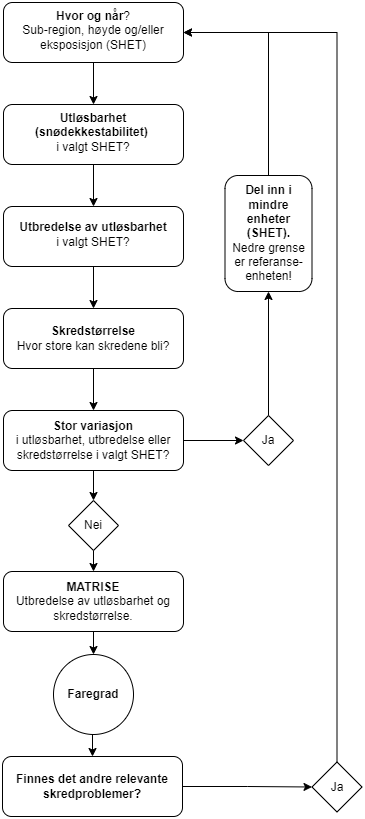 Hvor og når?
Sub-region, høyde og/eller
eksposisjon (SHET)
Utløsbarhet
(snødekkestabilitet)
i valgt SHET?
Utbredelse av utløsbarhet
i valgt SHET?
Skredstørrelse
Hvor store kan skredene bli?
Stor variasjon
i utløsbarhet, utbredelse eller
skredstørrelse i valgt SHET?
Ja
Del inn i
mindre
enheter
(SHET).
Nedre grense
er referanse-
enheten!
Nei
MATRISE
Utbredelse av utløsbarhet og
skredstørrelse.
Faregrad
Finnes det andre relevante
skredproblemer?
Ja